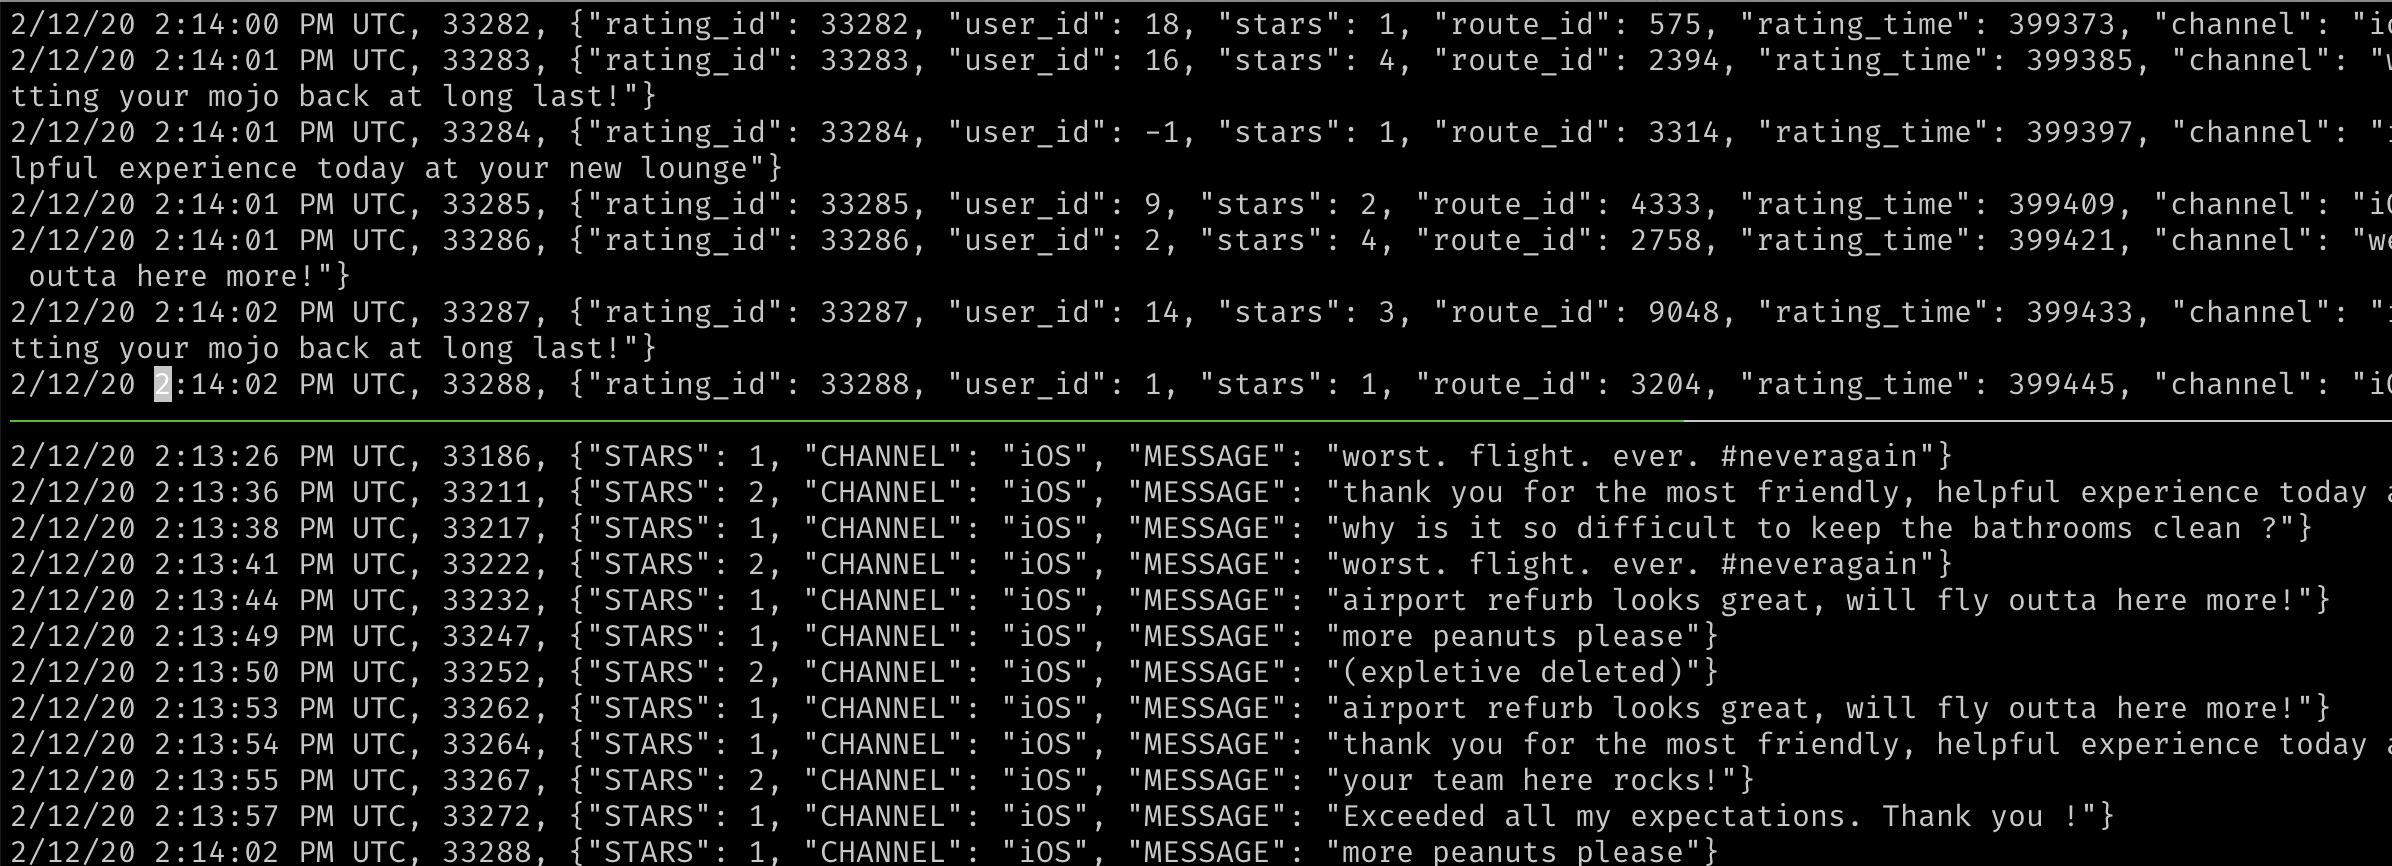 2/12/20 2:14:00 PM UTC, 33282, {"rating_id": 33282, "user_id": 18, "stars": 1, "route_id": 575, "rating_time": 399373, "channel": "i
2/12/20 2:14:01 PM UTC, 33283, {"rating_id": 33283, "user_id": 16, "stars": 4, "route_id": 2394, "rating_time": 399385, "channel": "
tting your mojo back at long last!"}
2/12/20 2:14:01 PM UTC, 33284, {"rating_id": 33284, "user_id": -1, "stars": 1, "route_id": 3314, "rating_time": 399397, "channel": "
lpful experience today at your new lounge"}
2/12/20 2:14:01 PM UTC, 33285, {"rating_id": 33285, "user_id": 9, "stars": 2, "route_id": 4333, "rating_time": 399409, "channel": "i
2/12/20 2:14:01 PM UTC, 33286, {"rating_id": 33286, "user_id": 2, "stars": 4, "route_id": 2758, "rating_time": 399421, "channel": "we
outta here more!"}
2/12/20 2:14:02 PM UTC, 33287, {"rating_id": 33287, "user_id": 14, "stars": 3, "route_id": 9048, "rating_time": 399433, "channel": "
tting your mojo back at long last!"}
2/12/20 2:14:02 PM UTC, 33288, {"rating_id": 33288, "user_id": 1, "stars": 1, "route_id": 3204, "rating_time": 399445, "channel": "i
2/12/20 2:13:26 PM UTC, 33186, {"STARS": 1, "CHANNEL": "iOS", "MESSAGE": "worst. flight. ever. #neveragain"}
2/12/20 2:13:36 PM UTC, 33211, {"STARS": 2, "CHANNEL": "iOS", "MESSAGE": "thank you for the most friendly, helpful experience today a
2/12/20 2:13:38 PM UTC, 33217, {"STARS": 1, "CHANNEL": "iOS", "MESSAGE": "why is it so difficult to keep the bathrooms clean ?"}
2/12/20 2:13:41 PM UTC, 33222, {"STARS": 2, "CHANNEL": "iOS", "MESSAGE": "worst. flight. ever. #neveragain"}
2/12/20 2:13:44 PM UTC, 33232, {"STARS": 1, "CHANNEL": "iOS", "MESSAGE": "airport refurb looks great, will fly outta here more!"}
2/12/20 2:13:49 PM UTC, 33247, {"STARS": 1, "CHANNEL": "iOS", "MESSAGE": "more peanuts please"}
2/12/20 2:13:50 PM UTC, 33252, {"STARS": 2, "CHANNEL": "iOS", "MESSAGE": "(expletive deleted)"}
2/12/20 2:13:53 PM UTC, 33262, {"STARS": 1, "CHANNEL": "iOS", "MESSAGE": "airport refurb looks great, will fly outta here more!"}
2/12/20 2:13:54 PM UTC, 33264, {"STARS": 1, "CHANNEL": "iOS", "MESSAGE": "thank you for the most friendly, helpful experience today a
2/12/20 2:13:55 PM UTC, 33267, {"STARS": 2, "CHANNEL": "iOS", "MESSAGE": "your team here rocks!"}
2/12/20 2:13:57 PM UTC, 33272, {"STARS": 1, "CHANNEL": "iOS", "MESSAGE": "Exceeded all my expectations. Thank you !"}
2/12/20 2:14:02 PM UTC, 33288, {"STARS": 1, "CHANNEL": "iOS", "MESSAGE": "more peanuts please"}